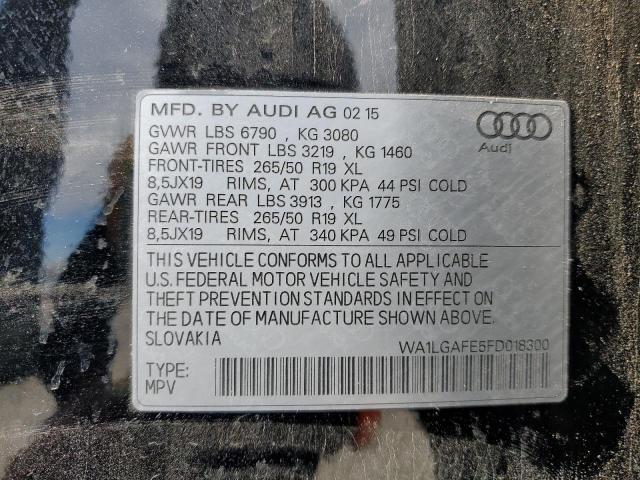 MFD. BY AUDI AG 02 15
GVWR LBS 6790 , KG 3080
GAWR FRONT LBS 3219 , KG 1460
FRONT-TIRES 265/50 R19 XL
8,5JX19 RIMS, AT 300 KPA 44 PSI COLD
GAWR REAR LBS 3913 , KG 1775
REAR-TIRES 265/50 R19 XL
8,5JX19 RIMS, AT 340 KPA 49 PSI COLD
Audi
THIS VEHICLE CONFORMS TO ALL APPLICABLE
U.S. FEDERAL MOTOR VEHICLE SAFETY AND
THEFT PREVENTION STANDARDS IN EFFECT ON
THE DATE OF MANUFACTURE SHOWN ABOVE.
SLOVAKIA
WA1LGAFE5FD018300
TYPE:
MPV